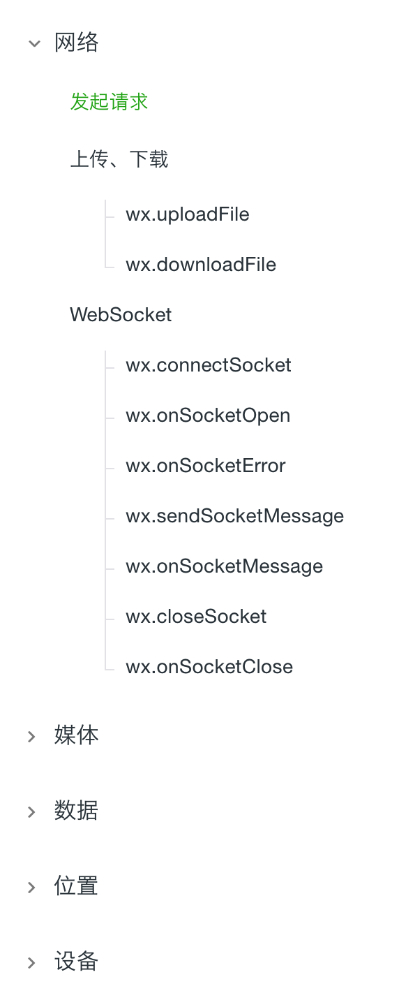 网络
发起请求
上传、下载
wx.uploadFile
wx.downloadFile
WebSocket
wx.connectSocket
wx.onSocketOpen
wx.onSocketError
wx.sendSocketMessage
wx.onSocketMessage
wx.closeSocket
wx.onSocketClose
媒体
数据
位置
设备